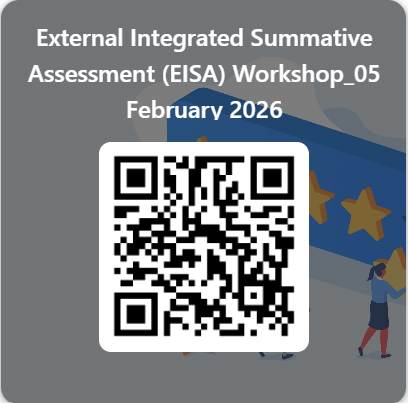 External Integrated Summative
Assessment (EISA) Workshop_05
February 2026